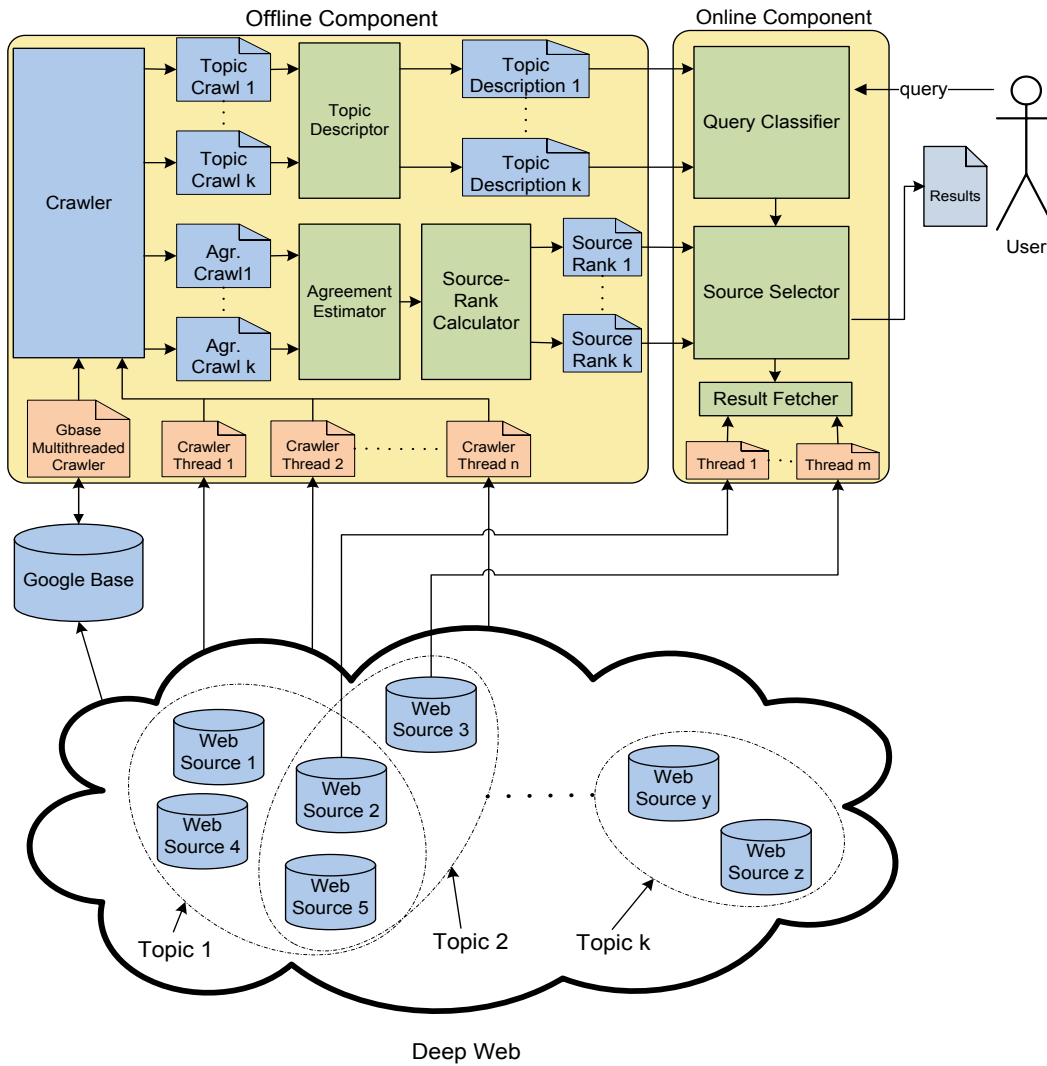 Offline Component
Online Component
Crawler
Topic
Crawl 1
Topic
Crawl k
Topic
Descriptor
Topic
Description 1
Topic
Description k
Query Classifier
query
User
Results
Agr.
Crawl1
Agr.
Crawl k
Agreement
Estimator
Source-
Rank
Calculator
Source
Rank 1
Source
Rank k
Source Selector
Result Fetcher
Gbase
Multithreaded
Crawler
Crawler
Thread 1
Crawler
Thread 2
Crawler
Thread n
Thread 1
Thread m
Google Base
Web
Source 1
Web
Source 2
Web
Source 3
Web
Source 4
Web
Source 5
Web
Source y
Web
Source z
Topic 1
Topic 2
Topic k
Deep Web